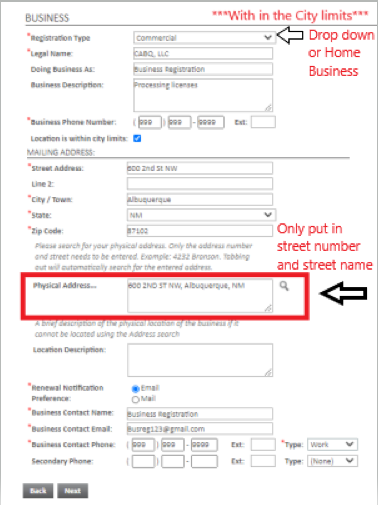 BUSINESS ***With in the City limits***
*Registration Type Commercial Drop down
*Legal Name: CABQ, LLC or Home
Doing Business As: Business Registration Business
Business Description: Processing licenses
*Business Phone Number: ( 999 ) 999 - 9999 Ext:
Location is within city limits:
MAILING ADDRESS:
*Street Address: 600 2nd St NW
Line 2:
*City / Town: Albuquerque
*State: NM
*Zip Code: 87102 Only put in
Please search for your physical address. Only the address number street number
and street needs to be entered. Example: 4232 Branson. Tabbing and street name
out will automatically search for the entered address.
Physical Address... 600 2ND ST NW, Albuquerque, NM
A brief description of the physical location of the business if it
cannot be located using the Address search
Location Description:
*Renewal Notification Email
Preference: Mail
*Business Contact Name: Business Registration
*Business Contact Email: Busreg123@gmail.com
*Business Contact Phone: ( 999 ) 999 - 9999 Ext: *Type: Work
Secondary Phone: ( ) - Ext: Type: (None)
Back Next